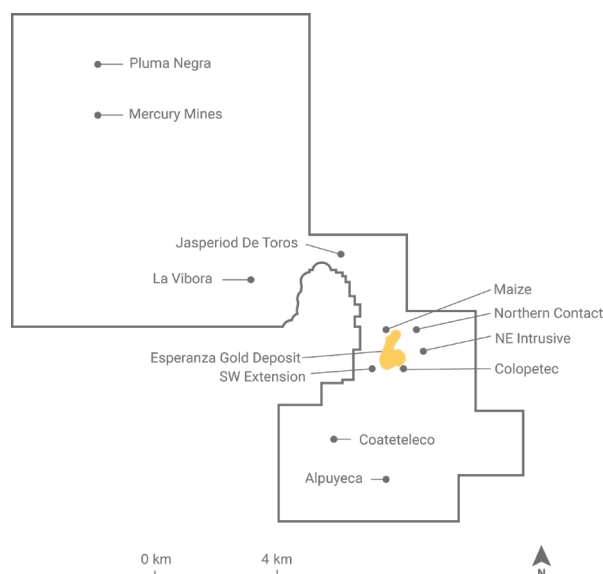 Pluma Negra
Mercury Mines
Jasperiod De Toros
La Vibora
Maize
Northern Contact
NE Intrusive
Esperanza Gold Deposit
SW Extension
Colopetec
Coateteleco
Alpuyeca
0 km
4 km
N